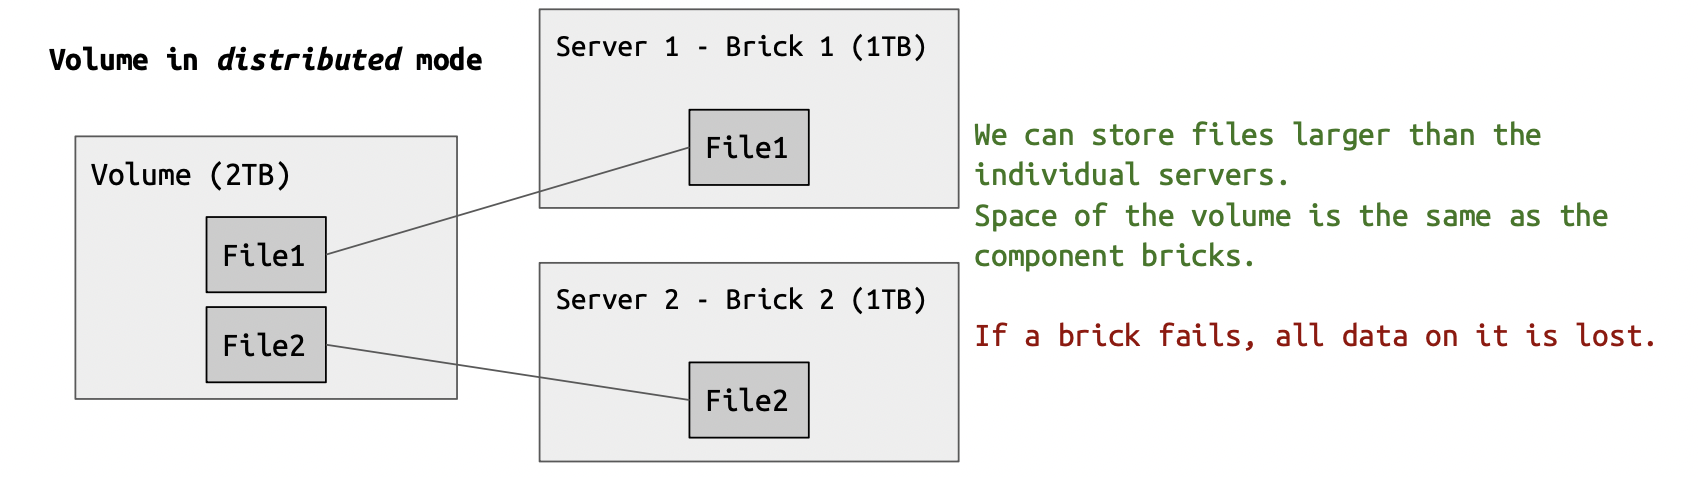 Volume in distributed mode
Volume (2TB)
File1
File2
Server 1 - Brick 1 (1TB)
File1
Server 2 - Brick 2 (1TB)
File2
We can store files larger than the
individual servers.
Space of the volume is the same as the
component bricks.
If a brick fails, all data on it is lost.